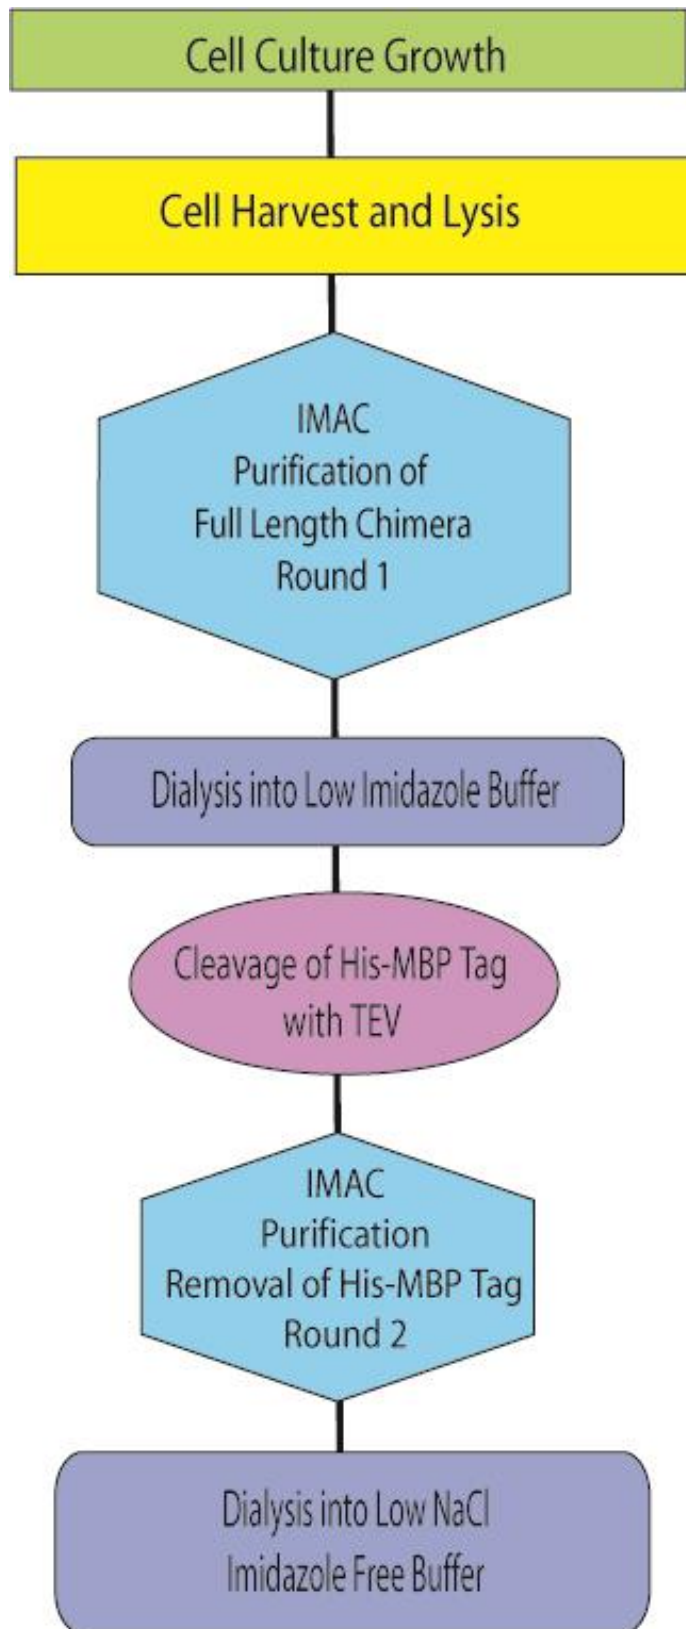 Cell Culture Growth
Cell Harvest and Lysis
IMAC
Purification of
Full Length Chimera
Round 1
Dialysis into Low Imidazole Buffer
Cleavage of His-MBP Tag
with TEV
IMAC
Purification
Removal of His-MBP Tag
Round 2
Dialysis into Low NaCl
Imidazole Free Buffer